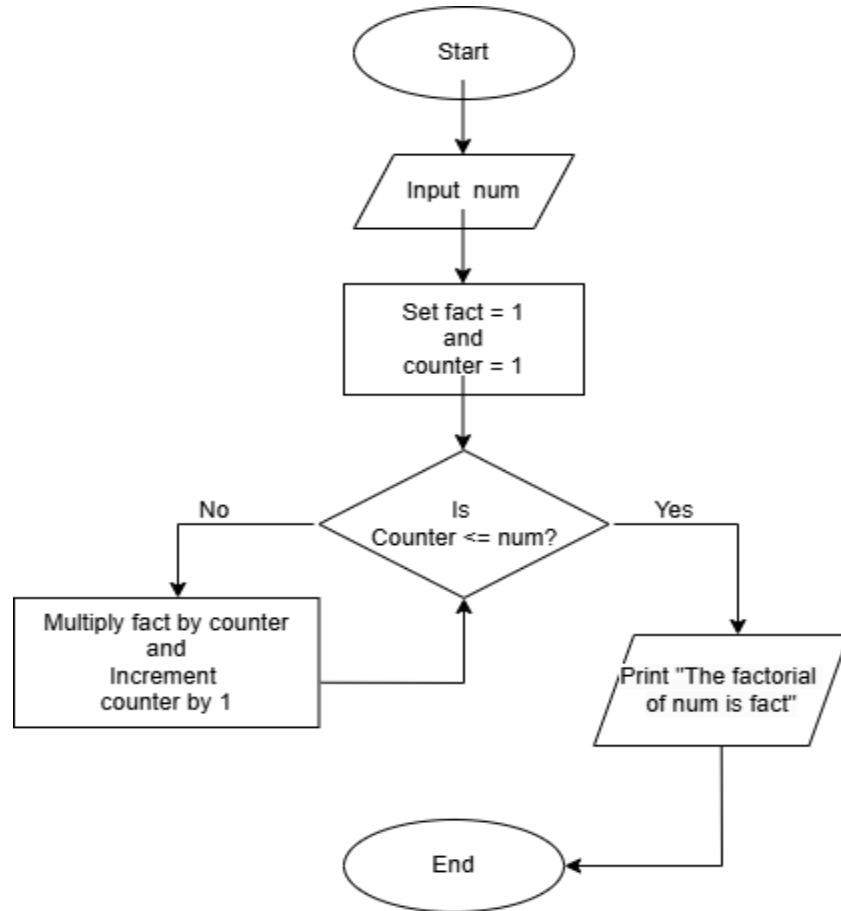 Start
Input num
Set fact = 1
and
counter = 1
Is
Counter <= num?
No
Yes
Multiply fact by counter
and
Increment
counter by 1
Print "The factorial
of num is fact"
End